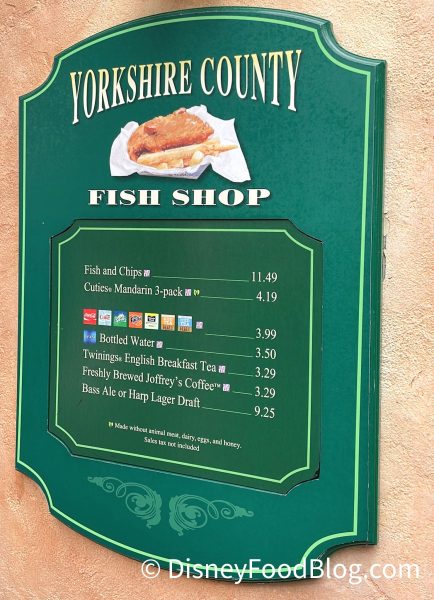 YORKSHIRE COUNTY
FISH SHOP
Fish and Chips 11.49
Cuties® Mandarin 3-pack 4.19
3.99
Bottled Water 3.50
Twinings® English Breakfast Tea 3.29
Freshly Brewed Joffrey's Coffee™ 3.29
Bass Ale or Harp Lager Draft 9.25
Made without animal meat, dairy, eggs, and honey.
Sales tax not included
© DisneyFoodBlog.com